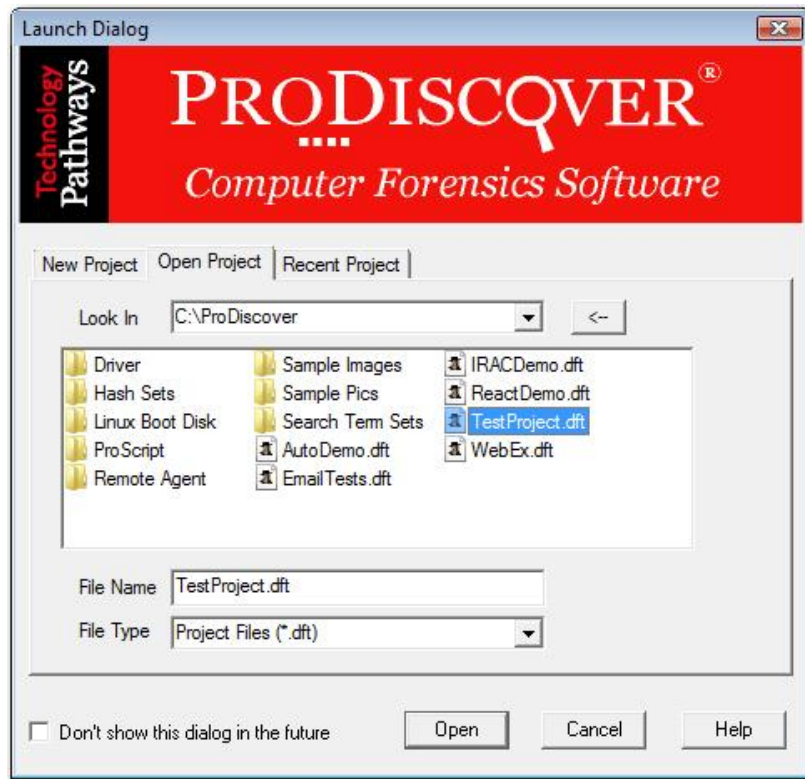 Launch Dialog
Technology
Pathways
PRODISCOVER®
Computer Forensics Software
New Project Open Project Recent Project
Look In C:\ProDiscover <--
Driver Sample Images IRACDemo.dft
Hash Sets Sample Pics ReactDemo.dft
Linux Boot Disk Search Term Sets TestProject.dft
ProScript AutoDemo.dft WebEx.dft
Remote Agent EmailTests.dft
File Name TestProject.dft
File Type Project Files (*.dft)
Don't show this dialog in the future Open Cancel Help